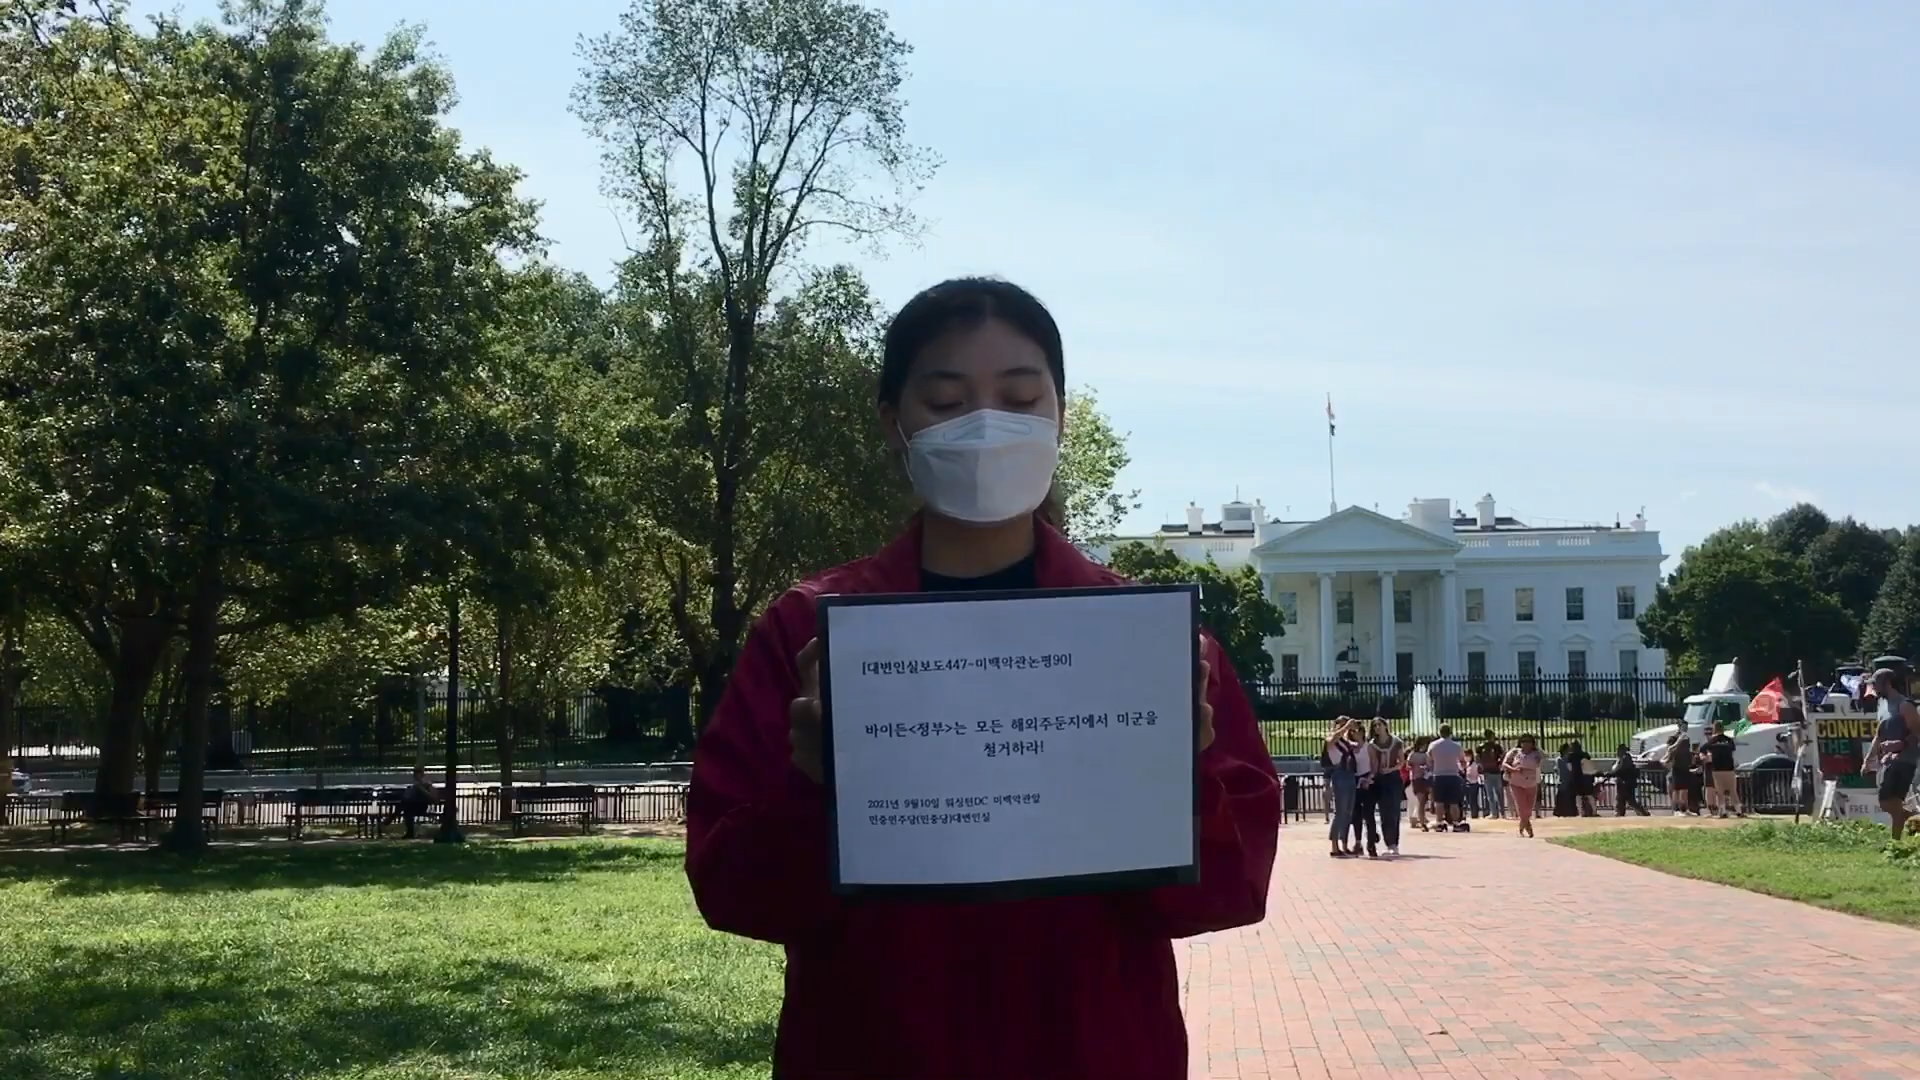 [대변인실보도447-미백악관논평90]
바이든<정부>는 모든 해외주둔지에서 미군을
철거하라!
2021년 9월10일 워싱턴DC 미백악관앞
민중민주당(민중당)대변인실
CONVE
THE
FREE